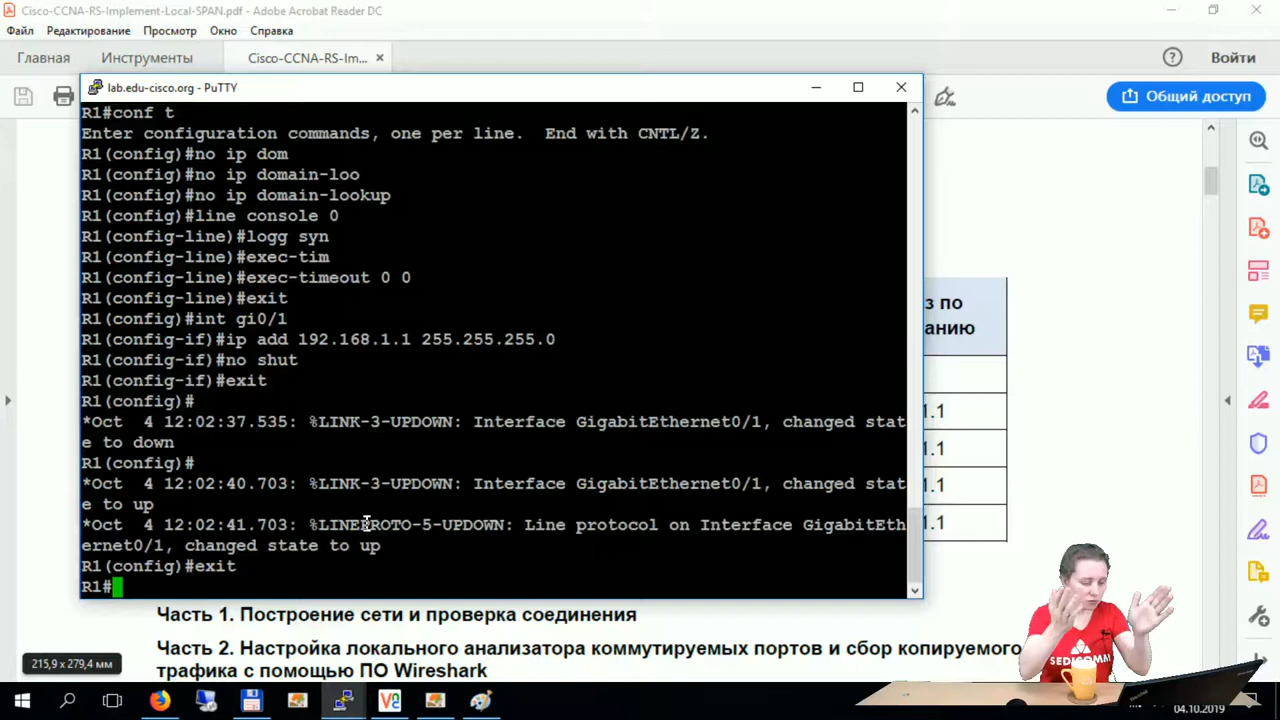 Cisco-CCNA-RS-Implement-Local-SPAN.pdf - Adobe Acrobat Reader DC
Файл Редактирование Просмотр Окно Справка
Главная Инструменты Cisco-CCNA-RS-Im... × Войти
Общий доступ
lab.edu-cisco.org - PuTTY
R1#conf t
Enter configuration commands, one per line.  End with CNTL/Z.
R1(config)#no ip dom
R1(config)#no ip domain-loo
R1(config)#no ip domain-lookup
R1(config)#line console 0
R1(config-line)#logg syn
R1(config-line)#exec-tim
R1(config-line)#exec-timeout 0 0
R1(config-line)#exit
R1(config)#int gi0/1
R1(config-if)#ip add 192.168.1.1 255.255.255.0
R1(config-if)#no shut
R1(config-if)#exit
R1(config)#
*Oct  4 12:02:37.535: %LINK-3-UPDOWN: Interface GigabitEthernet0/1, changed stat
e to down
R1(config)#
*Oct  4 12:02:40.703: %LINK-3-UPDOWN: Interface GigabitEthernet0/1, changed stat
e to up
*Oct  4 12:02:41.703: %LINEPROTO-5-UPDOWN: Line protocol on Interface GigabitEth
ernet0/1, changed state to up
R1(config)#exit
R1#
з по
анию
1.1
1.1
1.1
1.1
Часть 1. Построение сети и проверка соединения
Часть 2. Настройка локального анализатора коммутируемых портов и сбор копируемого
трафика с помощью ПО Wireshark
215,9 x 279,4 мм
SEDICOMM
04.10.2019